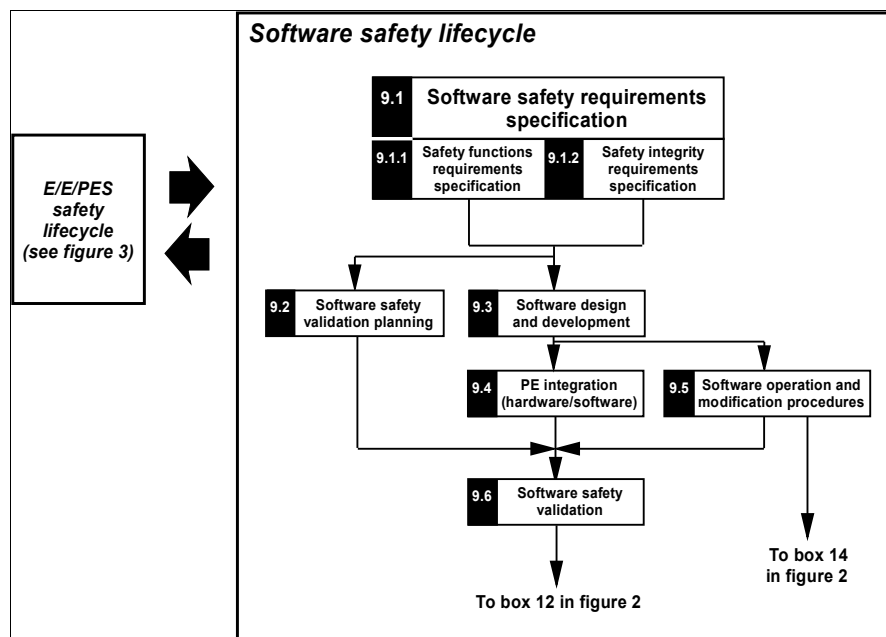 Software safety lifecycle
E/E/PES
safety
lifecycle
(see figure 3)
9.1
Software safety requirements
specification
9.1.1
Safety functions
requirements
specification
9.1.2
Safety integrity
requirements
specification
9.2
Software safety
validation planning
9.3
Software design
and development
9.4
PE integration
(hardware/software)
9.5
Software operation and
modification procedures
9.6
Software safety
validation
To box 14
in figure 2
To box 12 in figure 2